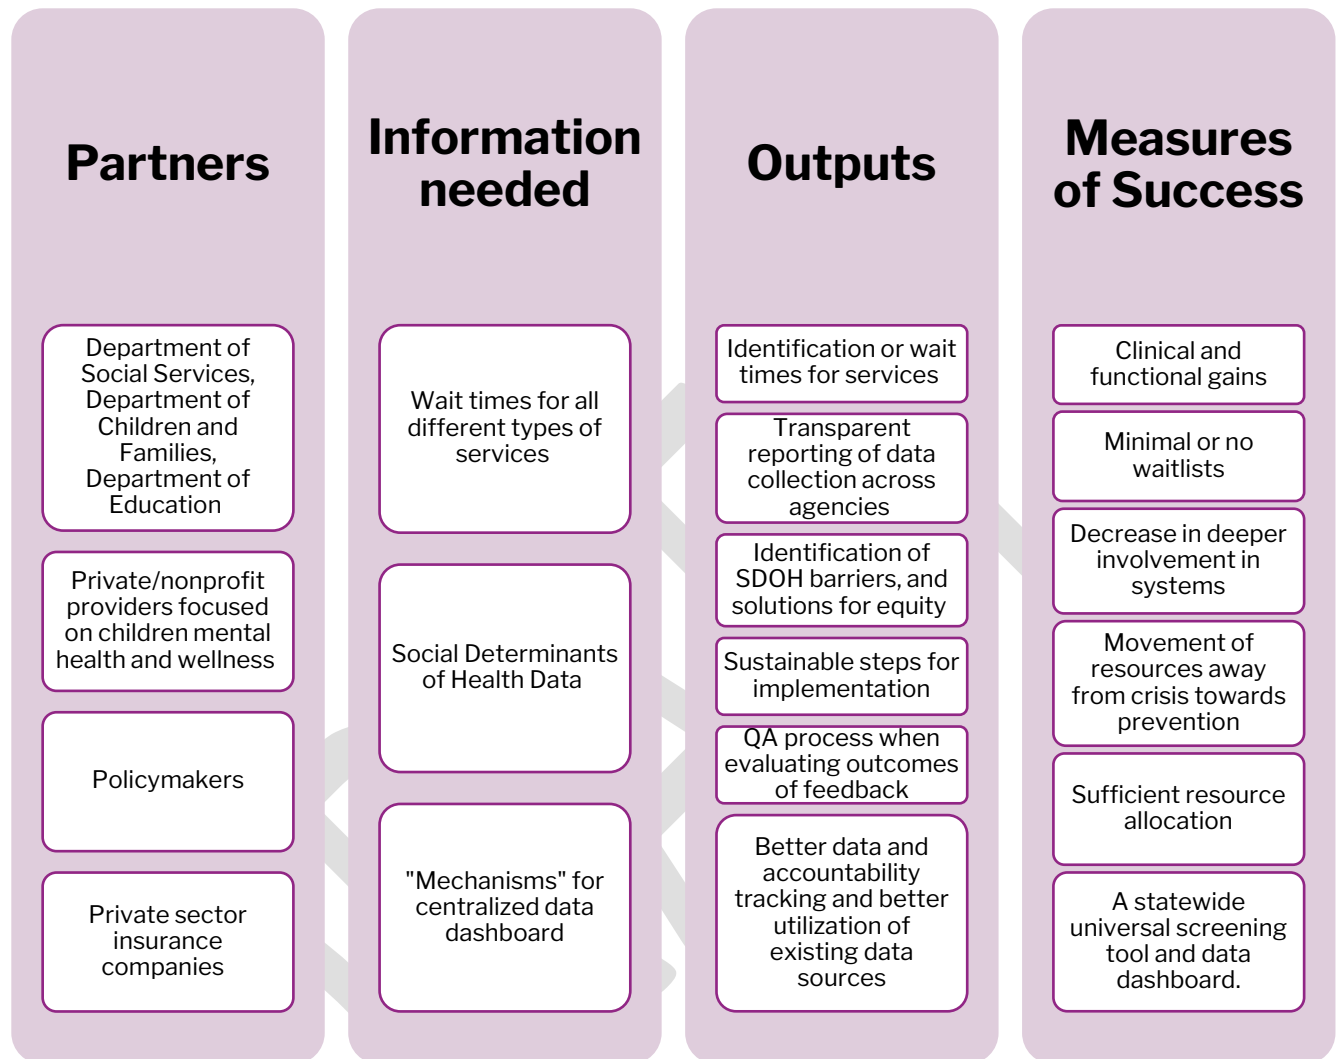 Partners
Department of
Social Services,
Department of
Children and
Families,
Department of
Education
Private/nonprofit
providers focused
on children mental
health and wellness
Policymakers
Private sector
insurance
companies
Information
needed
Wait times for all
different types of
services
Social Determinants
of Health Data
"Mechanisms" for
centralized data
dashboard
Outputs
Identification or wait
times for services
Transparent
reporting of data
collection across
agencies
Identification of
SDOH barriers, and
solutions for equity
Sustainable steps for
implementation
QA process when
evaluating outcomes
of feedback
Better data and
accountability
tracking and better
utilization of
existing data
sources
Measures
of Success
Clinical and
functional gains
Minimal or no
waitlists
Decrease in deeper
involvement in
systems
Movement of
resources away
from crisis towards
prevention
Sufficient resource
allocation
A statewide
universal screening
tool and data
dashboard.